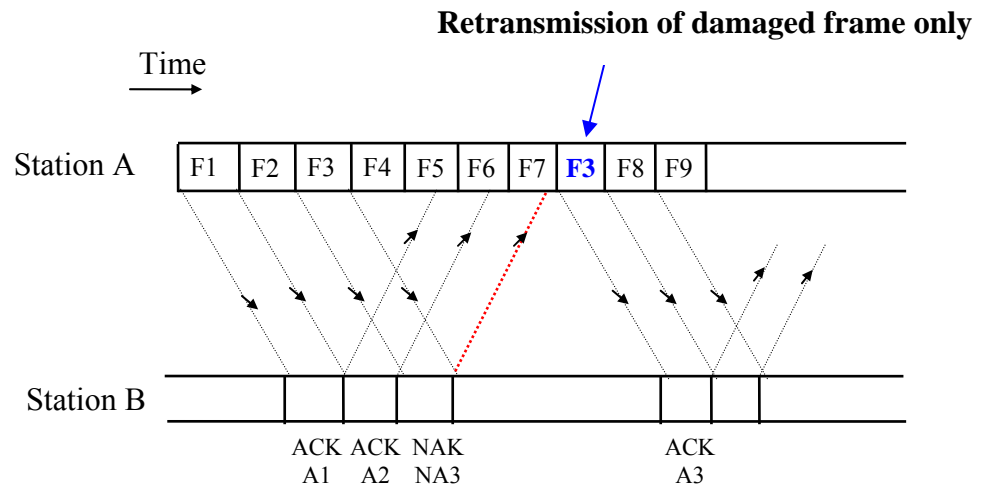 Retransmission of damaged frame only
Time
Station A
F1 F2 F3 F4 F5 F6 F7 F3 F8 F9
Station B
ACK ACK NAK ACK
A1 A2 NA3 A3